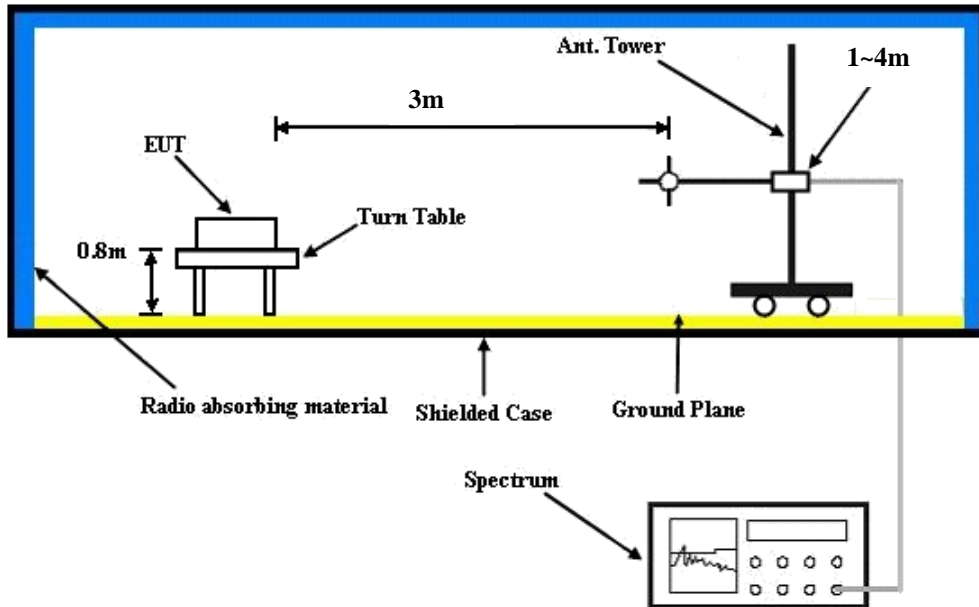 Ant. Tower
1~4m
3m
EUT
Turn Table
0.8m
Radio absorbing material
Shielded Case
Ground Plane
Spectrum